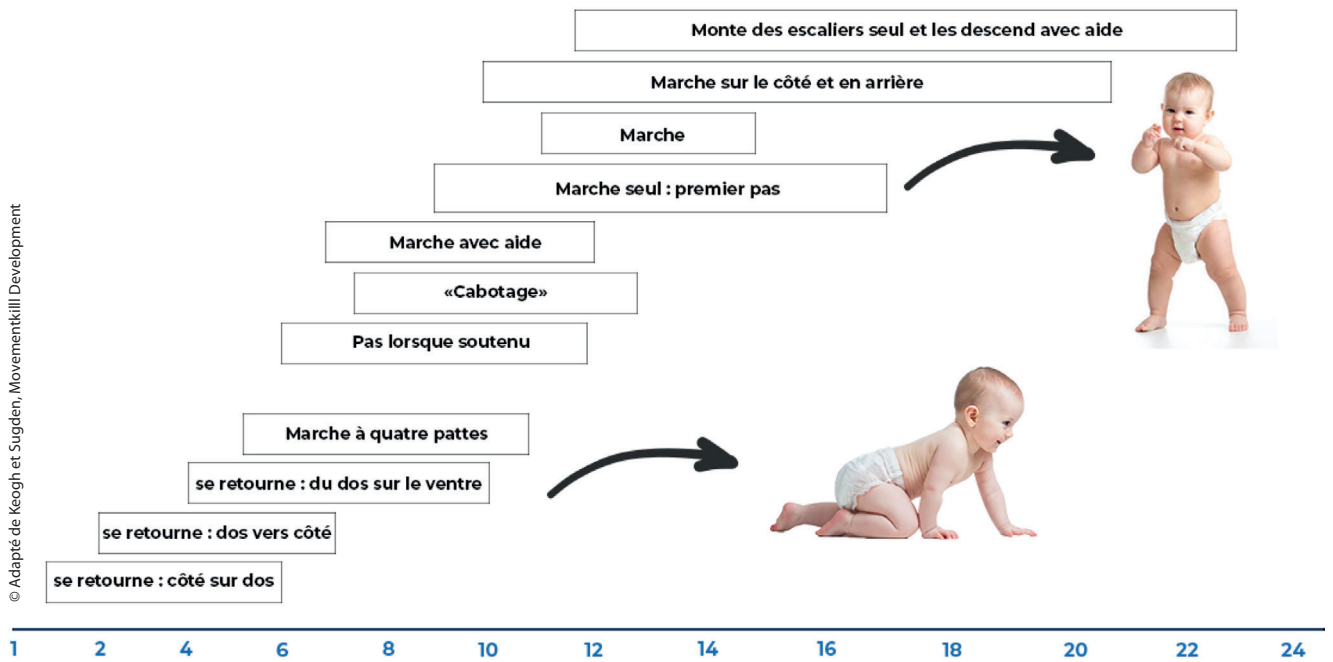 Monte des escaliers seul et les descend avec aide
Marche sur le côté et en arrière
Marche
Marche seul : premier pas
Marche avec aide
«Cabotage»
Pas lorsque soutenu
Marche à quatre pattes
se retourne : du dos sur le ventre
se retourne : dos vers côté
se retourne : côté sur dos
© Adapté de Keogh et Sugden, Movementkill Development
1 2 4 6 8 10 12 14 16 18 20 22 24